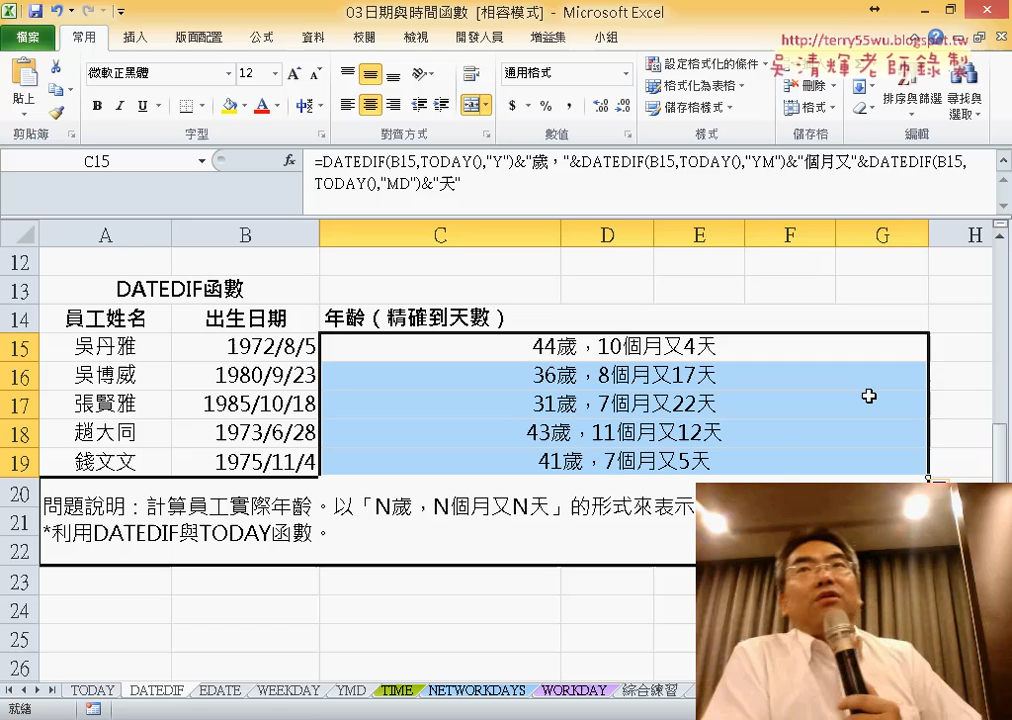 03日期與時間函數 [相容模式] - Microsoft Excel
檔案 常用 插入 版面配置 公式 資料 校閱 檢視 開發人員 增益集 小組
http://terry55wu.blogspot.tw
吳清輝老師錄製
貼上
微軟正黑體 12
B I U
通用格式
$ % ,
設定格式化的條件
格式化為表格
儲存格樣式
刪除
格式
排序與篩選 尋找與選取
剪貼簿 字型 對齊方式 數值 樣式 儲存格 編輯
C15 fx =DATEDIF(B15,TODAY(),"Y")&"歲，"&DATEDIF(B15,TODAY(),"YM")&"個月又"&DATEDIF(B15,
TODAY(),"MD")&"天"
A B C D E F G H
12
13 DATEDIF函數
14 員工姓名 出生日期 年齡（精確到天數）
15 吳丹雅 1972/8/5 44歲，10個月又4天
16 吳博威 1980/9/23 36歲，8個月又17天
17 張賢雅 1985/10/18 31歲，7個月又22天
18 趙大同 1973/6/28 43歲，11個月又12天
19 錢文文 1975/11/4 41歲，7個月又5天
20
21 問題說明：計算員工實際年齡。以「N歲，N個月又N天」的形式來表示
22 *利用DATEDIF與TODAY函數。
23
24
25
26
TODAY DATEDIF EDATE WEEKDAY YMD TIME NETWORKDAYS WORKDAY 綜合練習
就緒